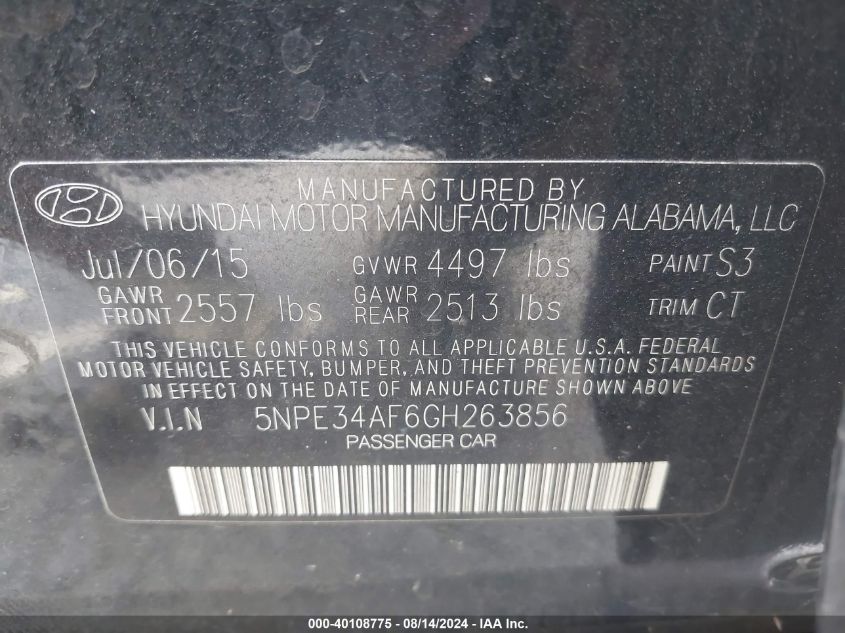 MANUFACTURED BY
HYUNDAI MOTOR MANUFACTURING ALABAMA, LLC
Jul/06/15 GVWR 4497 lbs PAINT S3
GAWR FRONT 2557 lbs GAWR REAR 2513 lbs TRIM CT
THIS VEHICLE CONFORMS TO ALL APPLICABLE U.S.A. FEDERAL
MOTOR VEHICLE SAFETY, BUMPER, AND THEFT PREVENTION STANDARDS
IN EFFECT ON THE DATE OF MANUFACTURE SHOWN ABOVE
V.I.N 5NPE34AF6GH263856
PASSENGER CAR
000-40108775 - 08/14/2024 - IAA Inc.